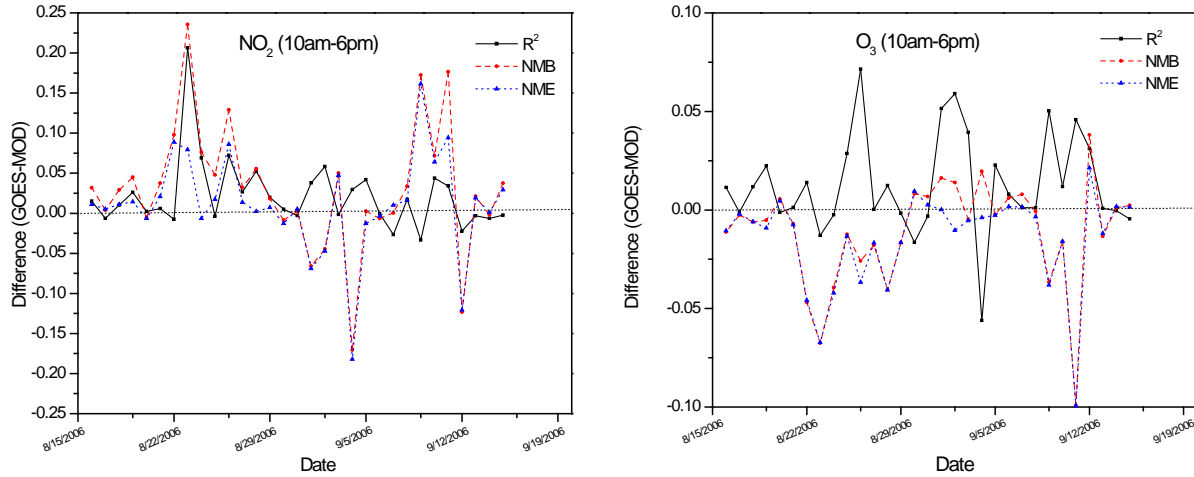 NO2 (10am-6pm)
R2
NMB
NME
Difference (GOES-MOD)
0.25
0.20
0.15
0.10
0.05
0.00
-0.05
-0.10
-0.15
-0.20
-0.25
8/15/2006
8/22/2006
8/29/2006
9/5/2006
9/12/2006
9/19/2006
Date
O3 (10am-6pm)
R2
NMB
NME
Difference (GOES-MOD)
0.10
0.05
0.00
-0.05
-0.10
8/15/2006
8/22/2006
8/29/2006
9/5/2006
9/12/2006
9/19/2006
Date